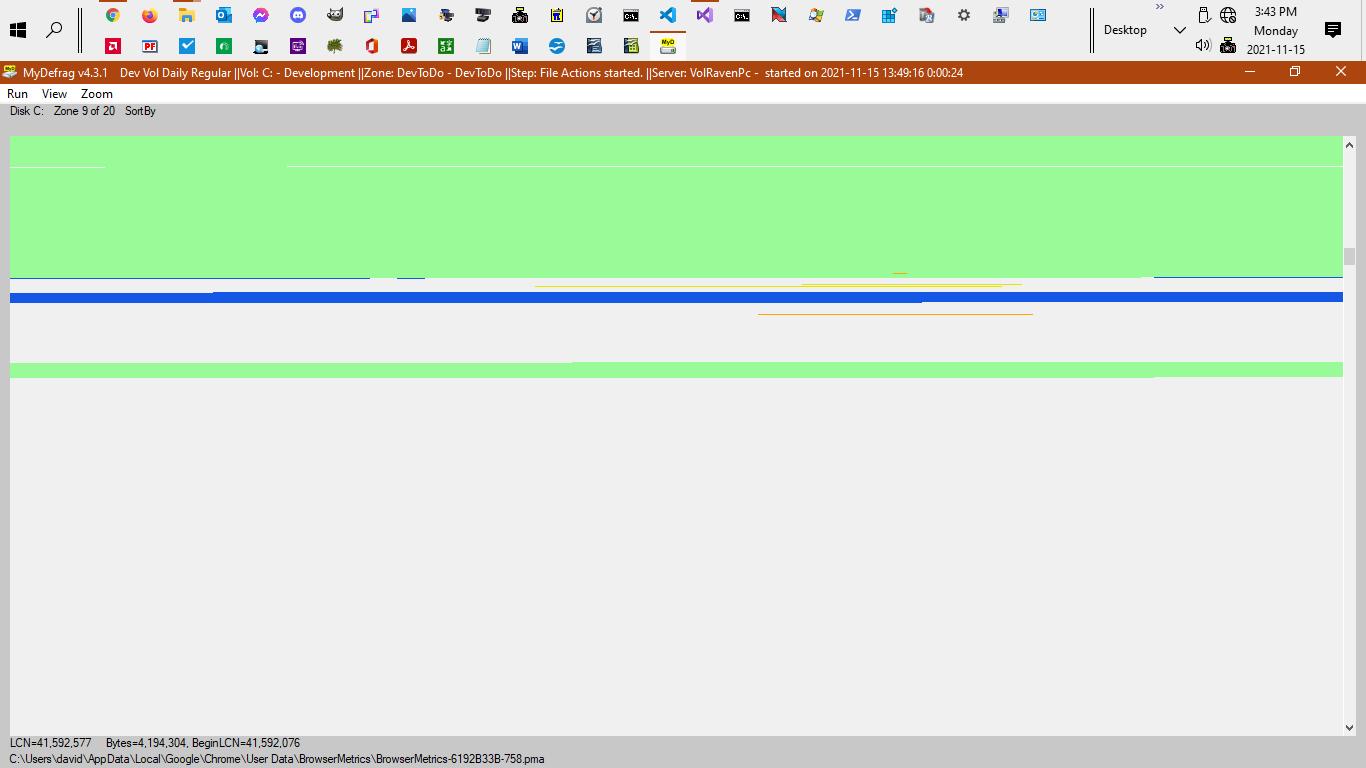 3:43 PM
Desktop
Monday
2021-11-15
MyDefrag v4.3.1 Dev Vol Daily Regular ||Vol: C: - Development ||Zone: DevToDo - DevToDo ||Step: File Actions started. ||Server: VolRavenPc - started on 2021-11-15 13:49:16 0:00:24
Run View Zoom
Disk C: Zone 9 of 20 SortBy
LCN=41,592,577 Bytes=4,194,304, BeginLCN=41,592,076
C:\Users\david\AppData\Local\Google\Chrome\User Data\BrowserMetrics\BrowserMetrics-6192B33B-758.pma